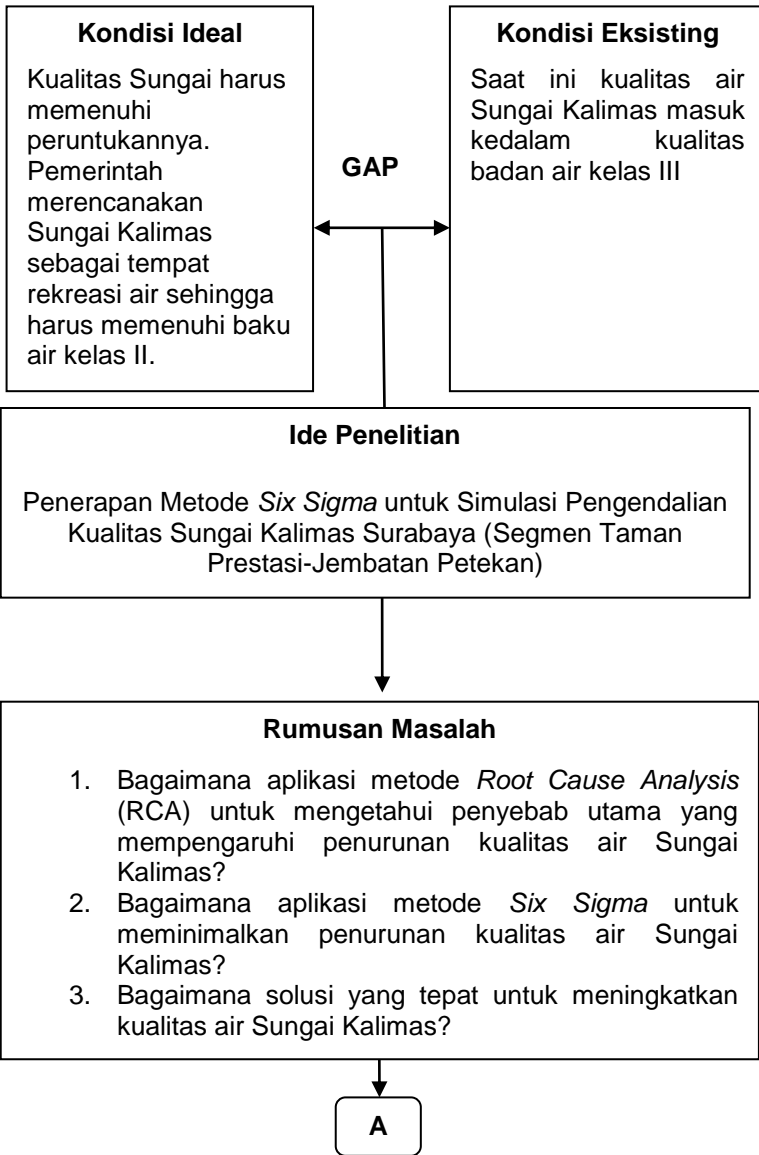 Kondisi Ideal
Kualitas Sungai harus
memenuhi
peruntukannya.
Pemerintah
merencanakan
Sungai Kalimas
sebagai tempat
rekreasi air sehingga
harus memenuhi baku
air kelas II.
GAP
Kondisi Eksisting
Saat ini kualitas air
Sungai Kalimas masuk
kedalam kualitas
badan air kelas III
Ide Penelitian
Penerapan Metode Six Sigma untuk Simulasi Pengendalian
Kualitas Sungai Kalimas Surabaya (Segmen Taman
Prestasi-Jembatan Petekan)
Rumusan Masalah
1. Bagaimana aplikasi metode Root Cause Analysis
(RCA) untuk mengetahui penyebab utama yang
mempengaruhi penurunan kualitas air Sungai
Kalimas?
2. Bagaimana aplikasi metode Six Sigma untuk
meminimalkan penurunan kualitas air Sungai
Kalimas?
3. Bagaimana solusi yang tepat untuk meningkatkan
kualitas air Sungai Kalimas?
A